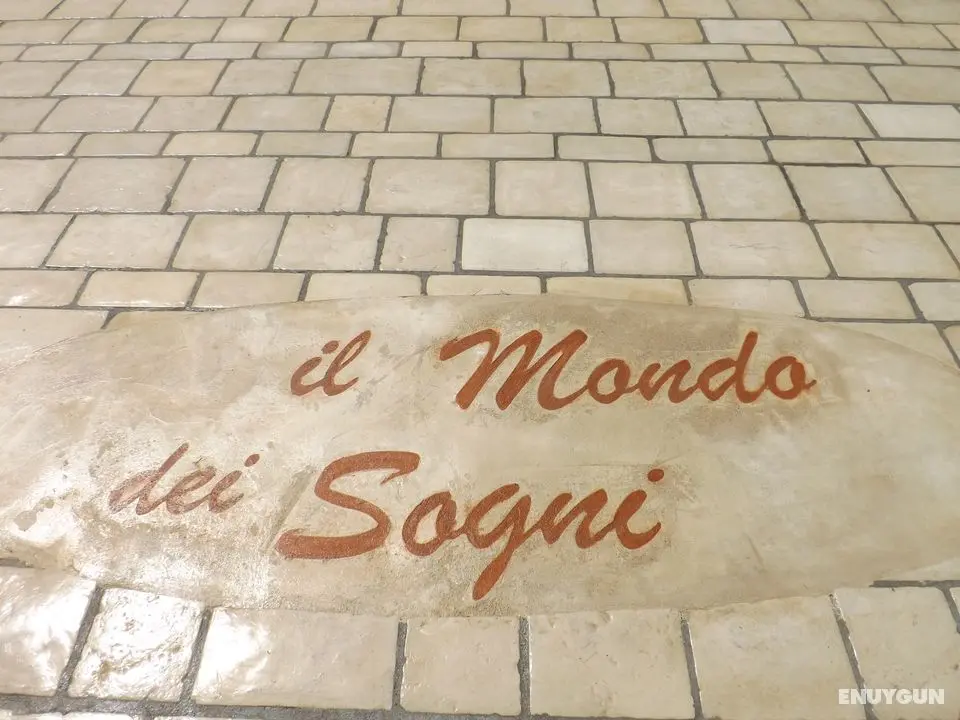 il Mondo
dei Sogni
ENUYGUN